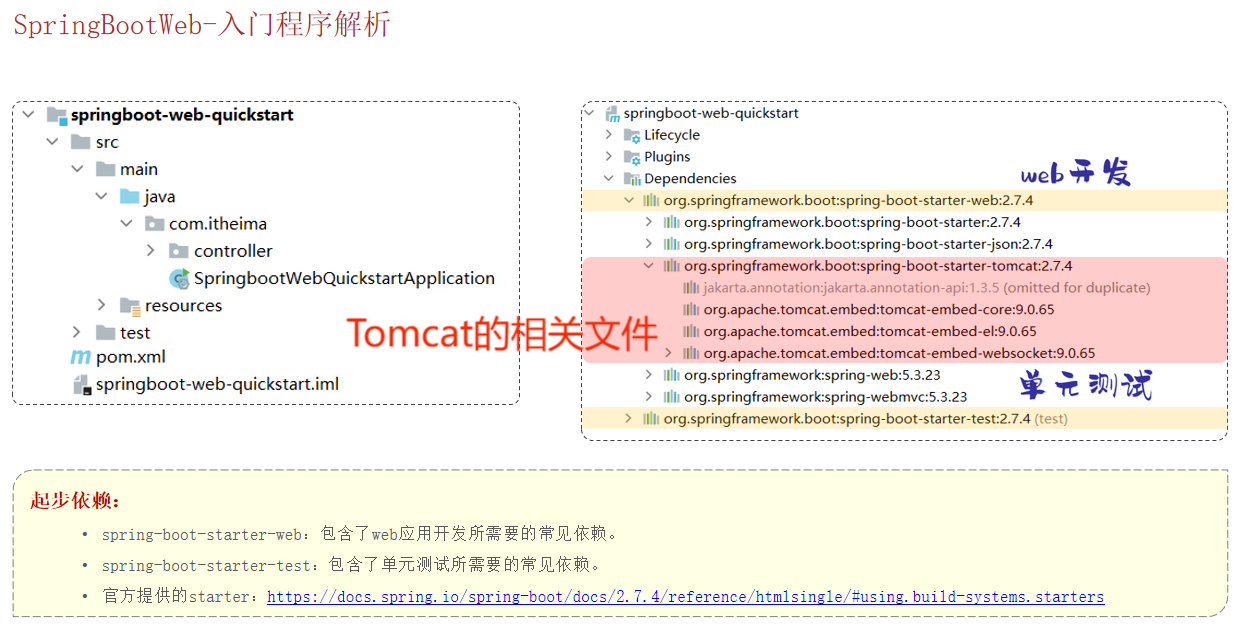 SpringBootWeb-入门程序解析
springboot-web-quickstart
src
main
java
com.itheima
controller
SpringbootWebQuickstartApplication
resources
test
pom.xml
springboot-web-quickstart.iml
Tomcat的相关文件
springboot-web-quickstart
Lifecycle
Plugins
Dependencies
web开发
org.springframework.boot:spring-boot-starter-web:2.7.4
org.springframework.boot:spring-boot-starter:2.7.4
org.springframework.boot:spring-boot-starter-json:2.7.4
org.springframework.boot:spring-boot-starter-tomcat:2.7.4
jakarta.annotation:jakarta.annotation-api:1.3.5 (omitted for duplicate)
org.apache.tomcat.embed:tomcat-embed-core:9.0.65
org.apache.tomcat.embed:tomcat-embed-el:9.0.65
org.apache.tomcat.embed:tomcat-embed-websocket:9.0.65
org.springframework:spring-web:5.3.23
org.springframework:spring-webmvc:5.3.23
单元测试
org.springframework.boot:spring-boot-starter-test:2.7.4 (test)
起步依赖：
• spring-boot-starter-web：包含了web应用开发所需要的常见依赖。
• spring-boot-starter-test：包含了单元测试所需要的常见依赖。
• 官方提供的starter：https://docs.spring.io/spring-boot/docs/2.7.4/reference/htmlsingle/#using.build-systems.starters